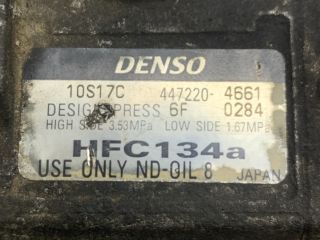 DENSO
10S17C 447220- 4661
DESIGN PRESS 6F 0284
HIGH SIDE 3.53MPa LOW SIDE 1.67MPa
HFC134a
USE ONLY ND-OIL 8 JAPAN